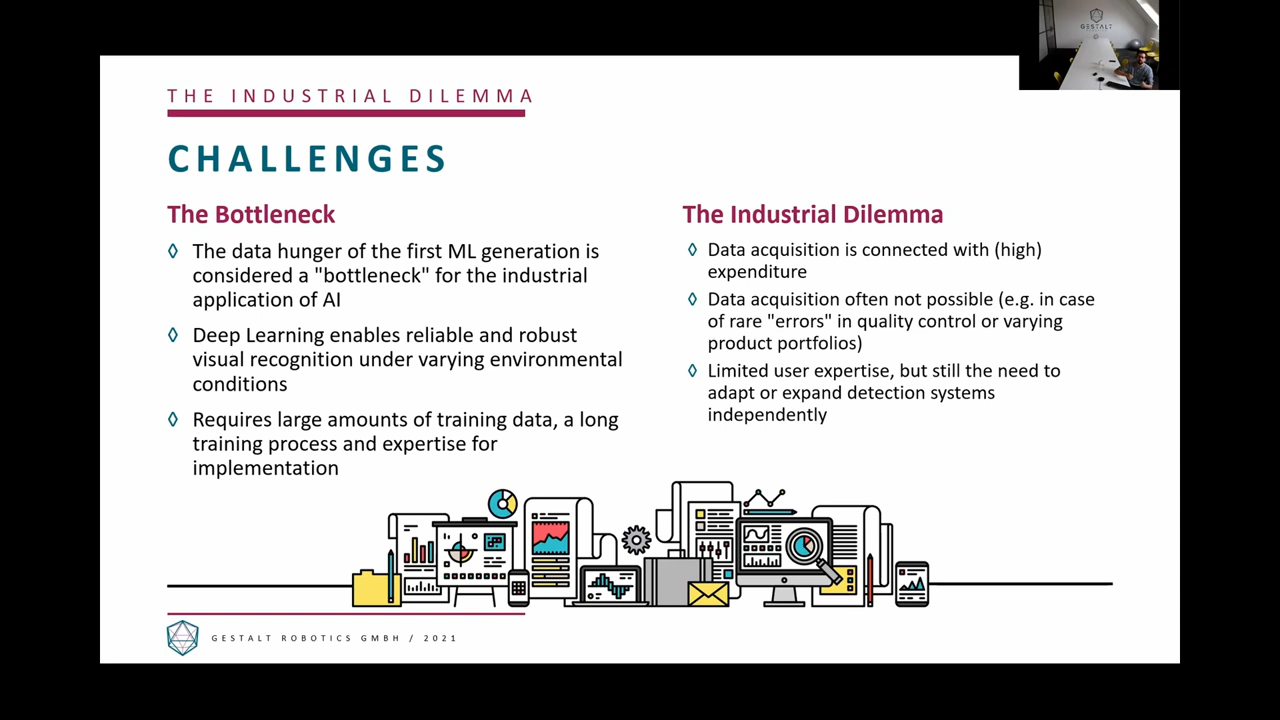 THE INDUSTRIAL DILEMMA
CHALLENGES
The Bottleneck
◊ The data hunger of the first ML generation is
considered a "bottleneck" for the industrial
application of AI
◊ Deep Learning enables reliable and robust
visual recognition under varying environmental
conditions
◊ Requires large amounts of training data, a long
training process and expertise for
implementation
The Industrial Dilemma
◊ Data acquisition is connected with (high)
expenditure
◊ Data acquisition often not possible (e.g. in case
of rare "errors" in quality control or varying
product portfolios)
◊ Limited user expertise, but still the need to
adapt or expand detection systems
independently
GESTALT ROBOTICS GMBH / 2021
GESTALT